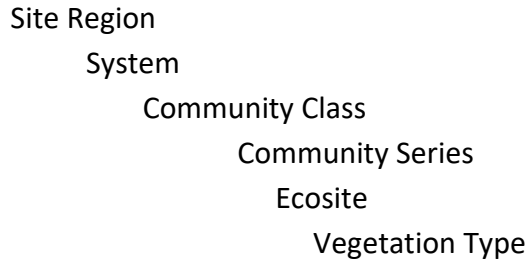 Site Region
System
Community Class
Community Series
Ecosite
Vegetation Type